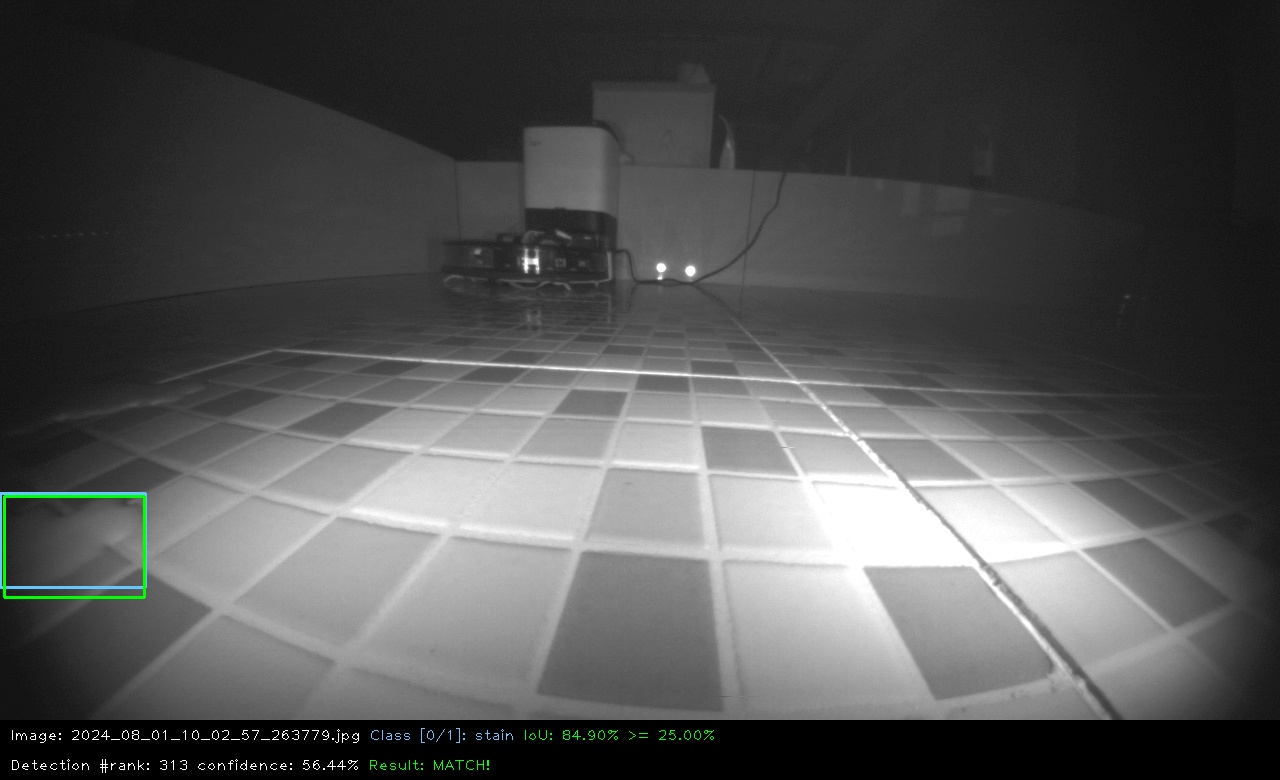 Image: 2024_08_01_10_02_57_263779.jpg Class [0/1]: stain IoU: 84.90% >= 25.00%
Detection #rank: 313 confidence: 56.44% Result: MATCH!